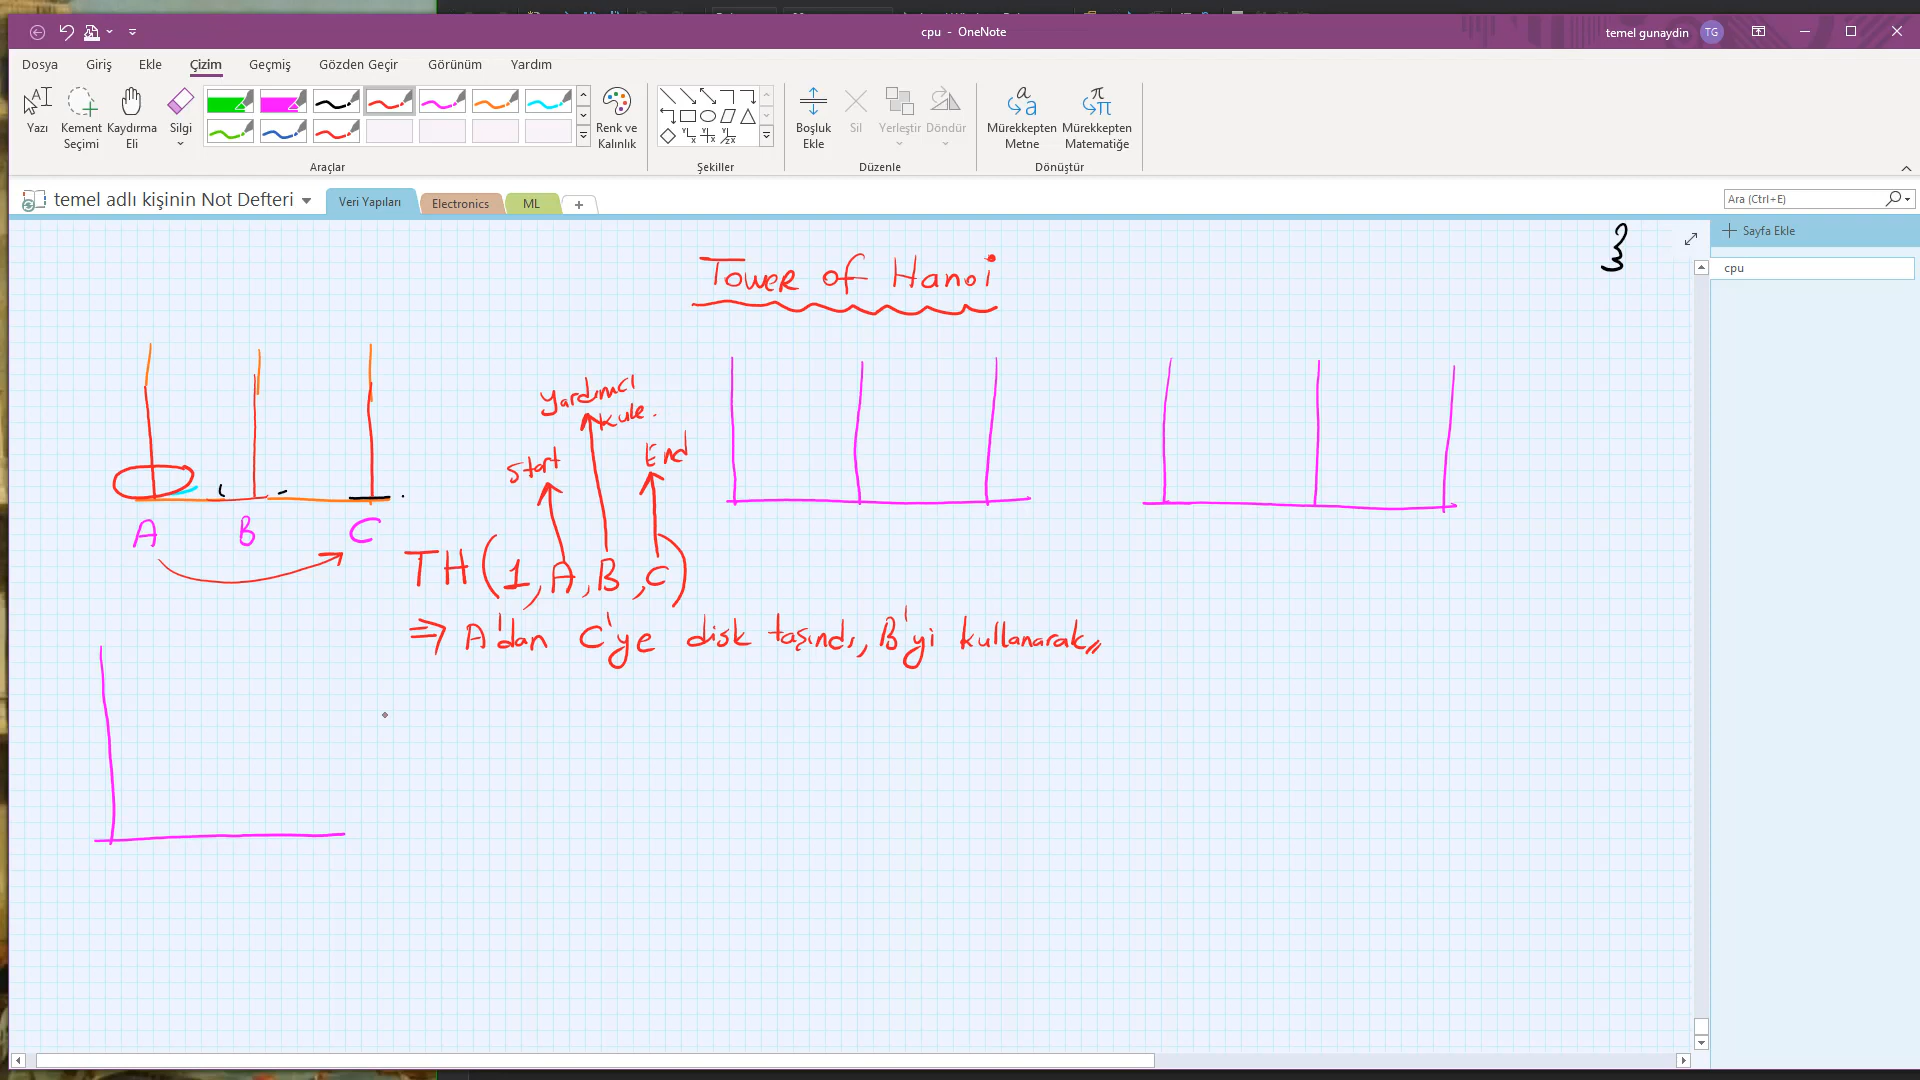 cpu - OneNote
temel gunaydin TG
Dosya Giriş Ekle Çizim Geçmiş Gözden Geçir Görünüm Yardım
Yazı
Kement Seçimi
Kaydırma Eli
Silgi
Renk ve Kalınlık
Boşluk Ekle
Sil
Yerleştir
Döndür
Mürekkepten Metne
Mürekkepten Matematiğe
Araçlar Şekiller Düzenle Dönüştür
temel adlı kişinin Not Defteri Veri Yapıları Electronics ML
Ara (Ctrl+E)
Sayfa Ekle
cpu
Tower of Hanoi
Yardımcı
kule.
Start End
A B C
TH(1,A,B,C)
=> A'dan C'ye disk taşındı, B'yi kullanarak